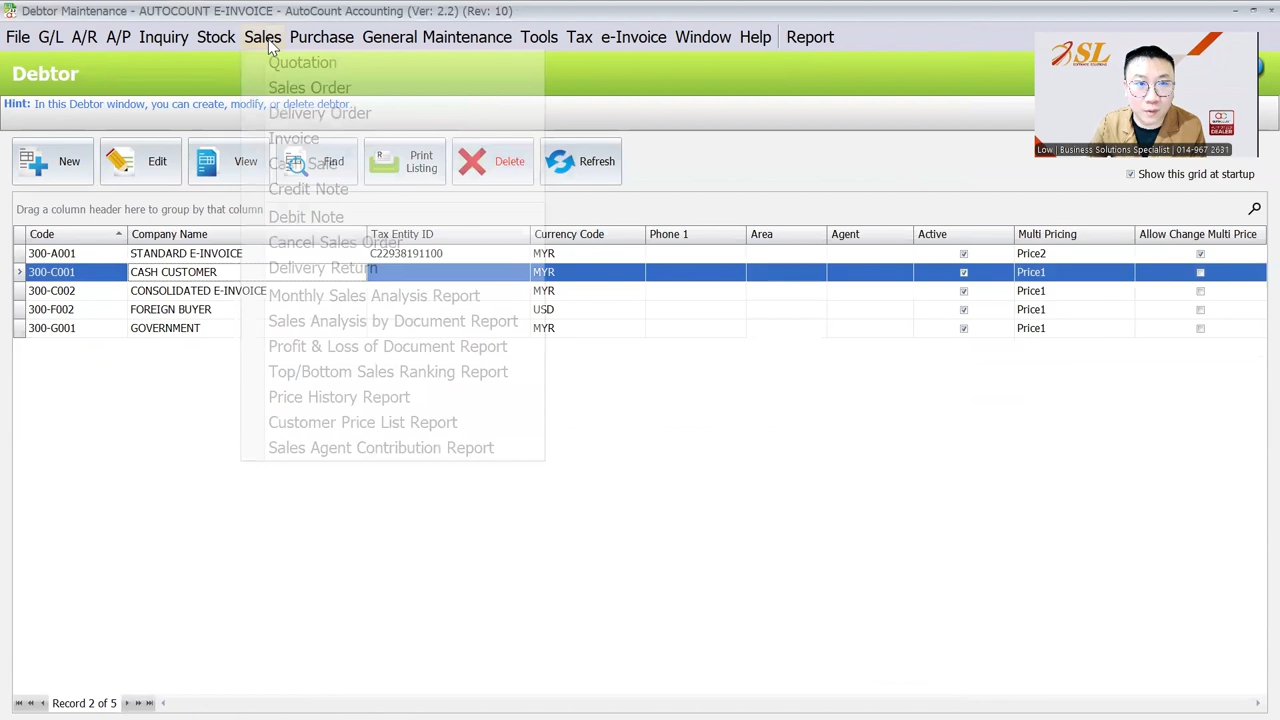 Debtor Maintenance - AUTOCOUNT E-INVOICE - AutoCount Accounting (Ver: 2.2) (Rev: 10)
File G/L A/R A/P Inquiry Stock Sales Purchase General Maintenance Tools Tax e-Invoice Window Help Report
Debtor
Hint: In this Debtor window, you can create, modify, or delete debtor.
New Edit View Find Print Listing Delete Refresh
Show this grid at startup
Drag a column header here to group by that column
Code Company Name Tax Entity ID Currency Code Phone 1 Area Agent Active Multi Pricing Allow Change Multi Price
300-A001 STANDARD E-INVOICE C22938191100 MYR Price2
300-C001 CASH CUSTOMER MYR Price1
300-C002 CONSOLIDATED E-INVOICE MYR Price1
300-F002 FOREIGN BUYER USD Price1
300-G001 GOVERNMENT MYR Price1
Quotation
Sales Order
Delivery Order
Invoice
Cash Sale
Credit Note
Debit Note
Cancel Sales Order
Delivery Return
Monthly Sales Analysis Report
Sales Analysis by Document Report
Profit & Loss of Document Report
Top/Bottom Sales Ranking Report
Price History Report
Customer Price List Report
Sales Agent Contribution Report
SL
Low | Business Solutions Specialist | 014-967 2631
Record 2 of 5